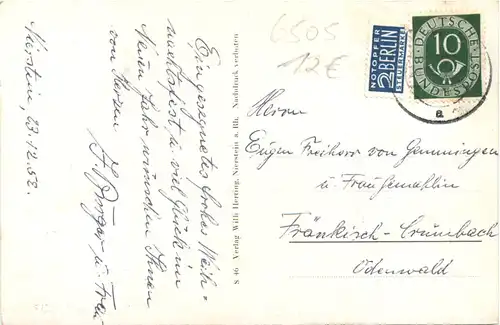 Nierstein, 23.12.52.
Ein gesegnetes frohes Weih-
nachtsfest u. viel Glück im
Neuen Jahr wünschen Ihnen
von Herzen
u. Frau
S 46 Verlag Willi Herting, Nierstein a. Rh. Nachdruck verboten
6505
12€
NOTOPFER
2 BERLIN
STEUERMARKE
DEUTSCHE BUNDESPOST
10
a
Herrn
Eugen Freiherr von Gemmingen
u. Frau Gemahlin
Fränkisch-Crumbach
Odenwald